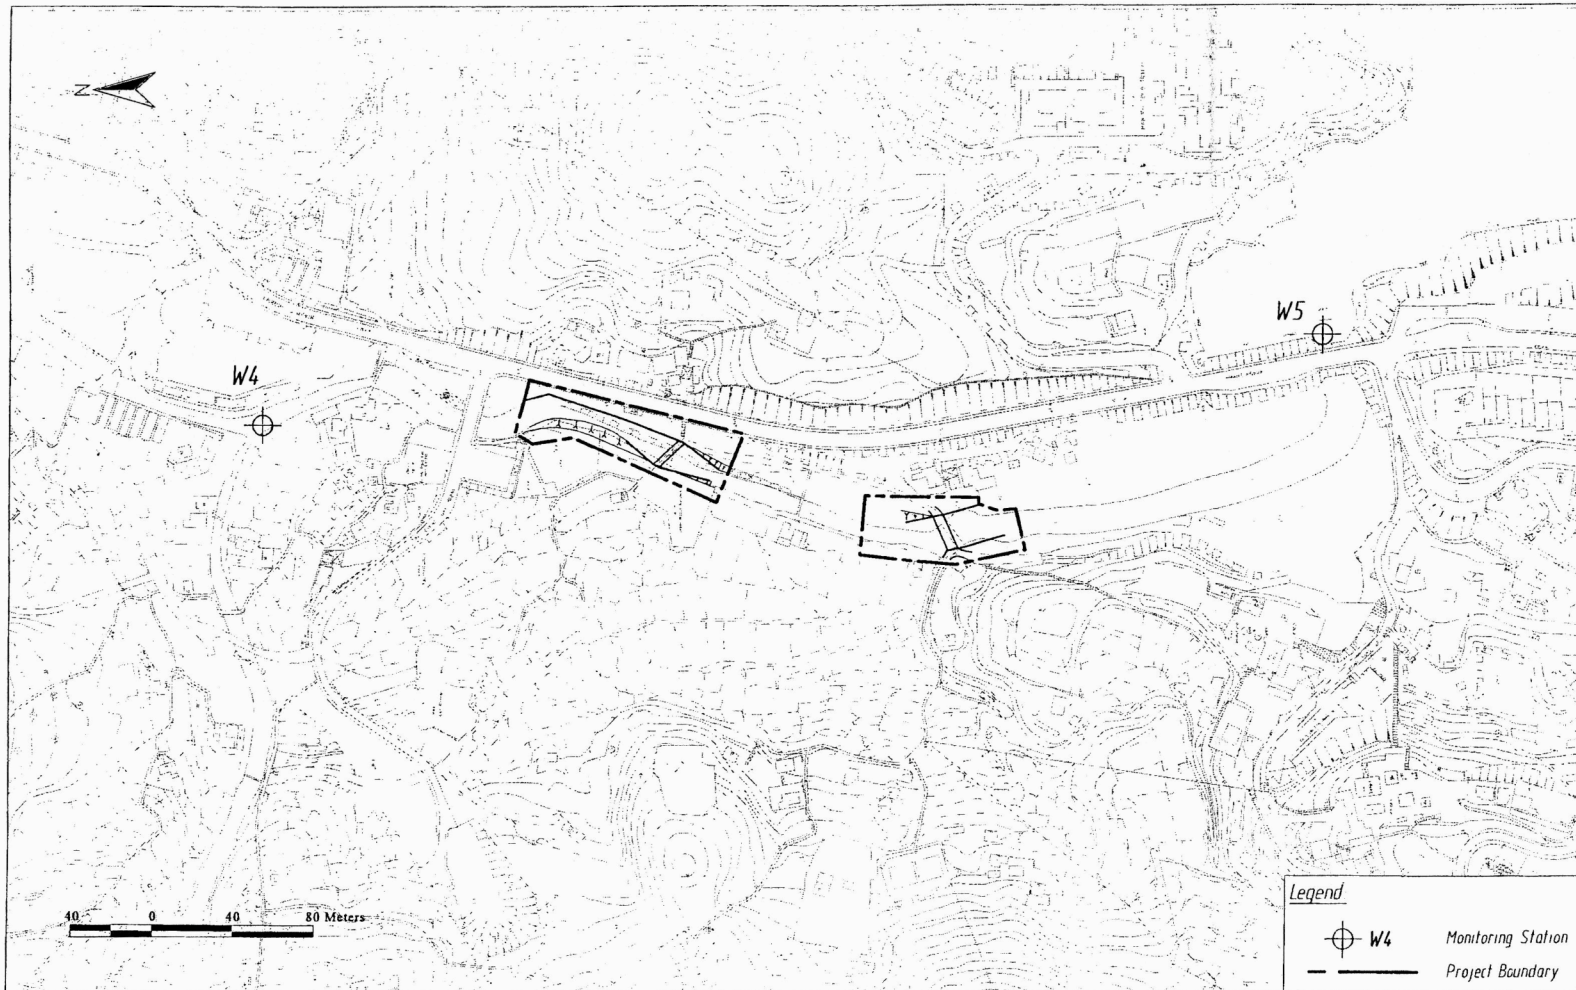 N
W5
W4
40 0 40 80 Meters
Legend
W4 Monitoring Station
Project Boundary